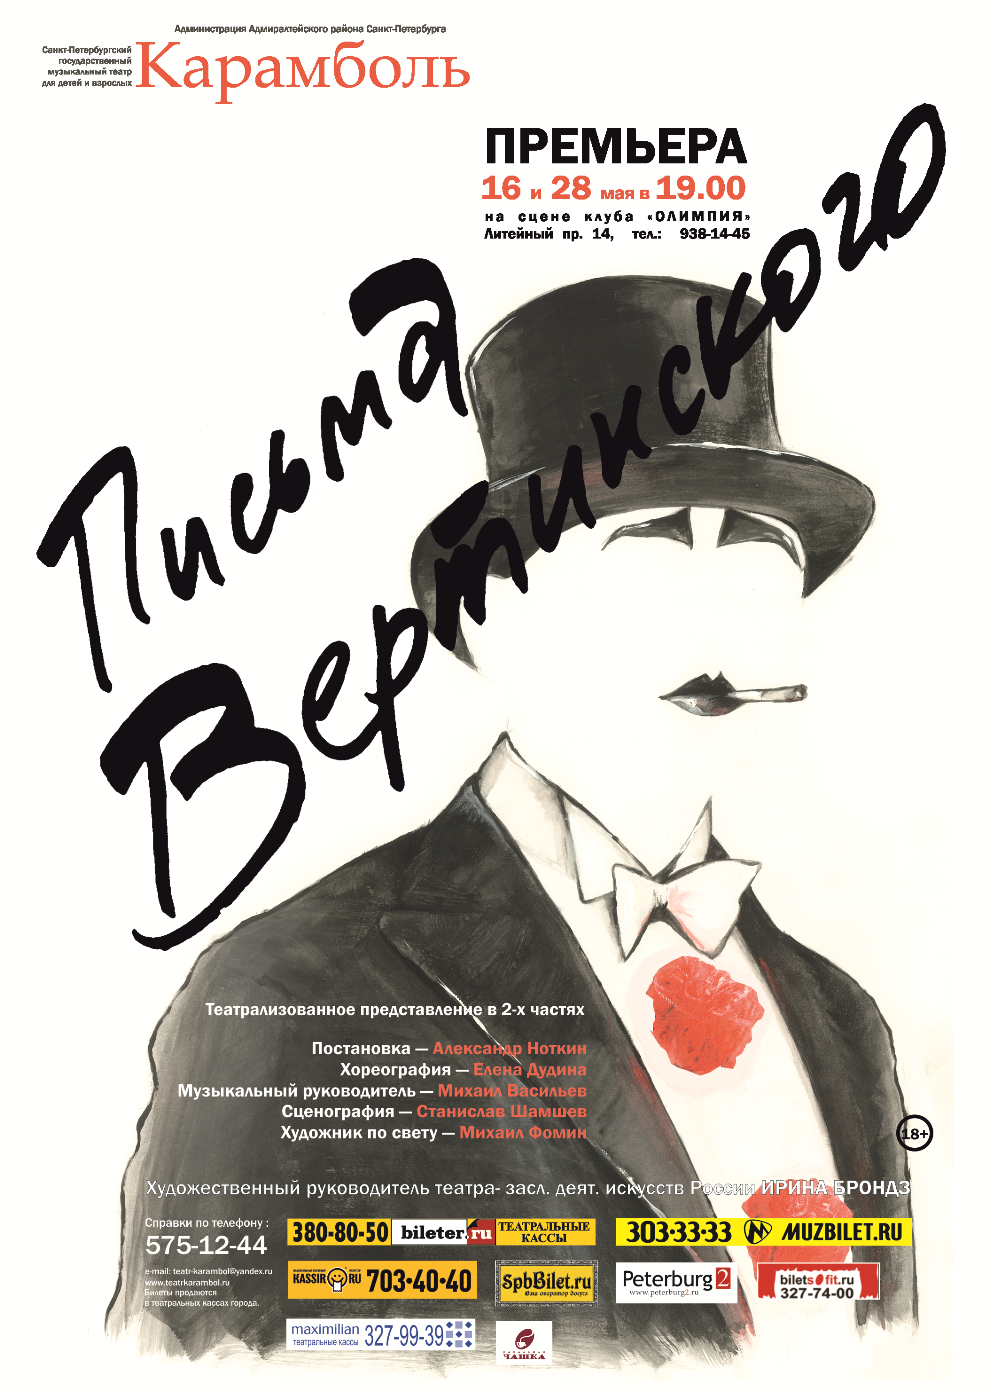 Администрация Адмиралтейского района Санкт-Петербурга
Санкт-Петербургский
государственный
музыкальный театр
для детей и взрослых
Карамболь
ПРЕМЬЕРА
16 и 28 мая в 19.00
на сцене клуба «ОЛИМПИЯ»
Литейный пр. 14, тел.: 938-14-45
Письма
Вертинского
Театрализованное представление в 2-х частях
Постановка — Александр Ноткин
Хореография — Елена Дудина
Музыкальный руководитель — Михаил Васильев
Сценография — Станислав Шамшев
Художник по свету — Михаил Фомин
18+
Художественный руководитель театра- засл. деят. искусств России ИРИНА БРОНДЗ
Справки по телефону :
575-12-44
e-mail: teatr-karambol@yandex.ru
www.teatrkarambol.ru
Билеты продаются
в театральных кассах города.
380-80-50 bileter.ru ТЕАТРАЛЬНЫЕ КАССЫ
303·33·33 MUZBILET.RU
KASSIR RU 703·40·40
SpbBilet.ru
Ваш оператор досуга
Peterburg2
www.peterburg2.ru
biletsofit.ru
327-74-00
maximilian
театральные кассы
327-99-39
ЧАШКА